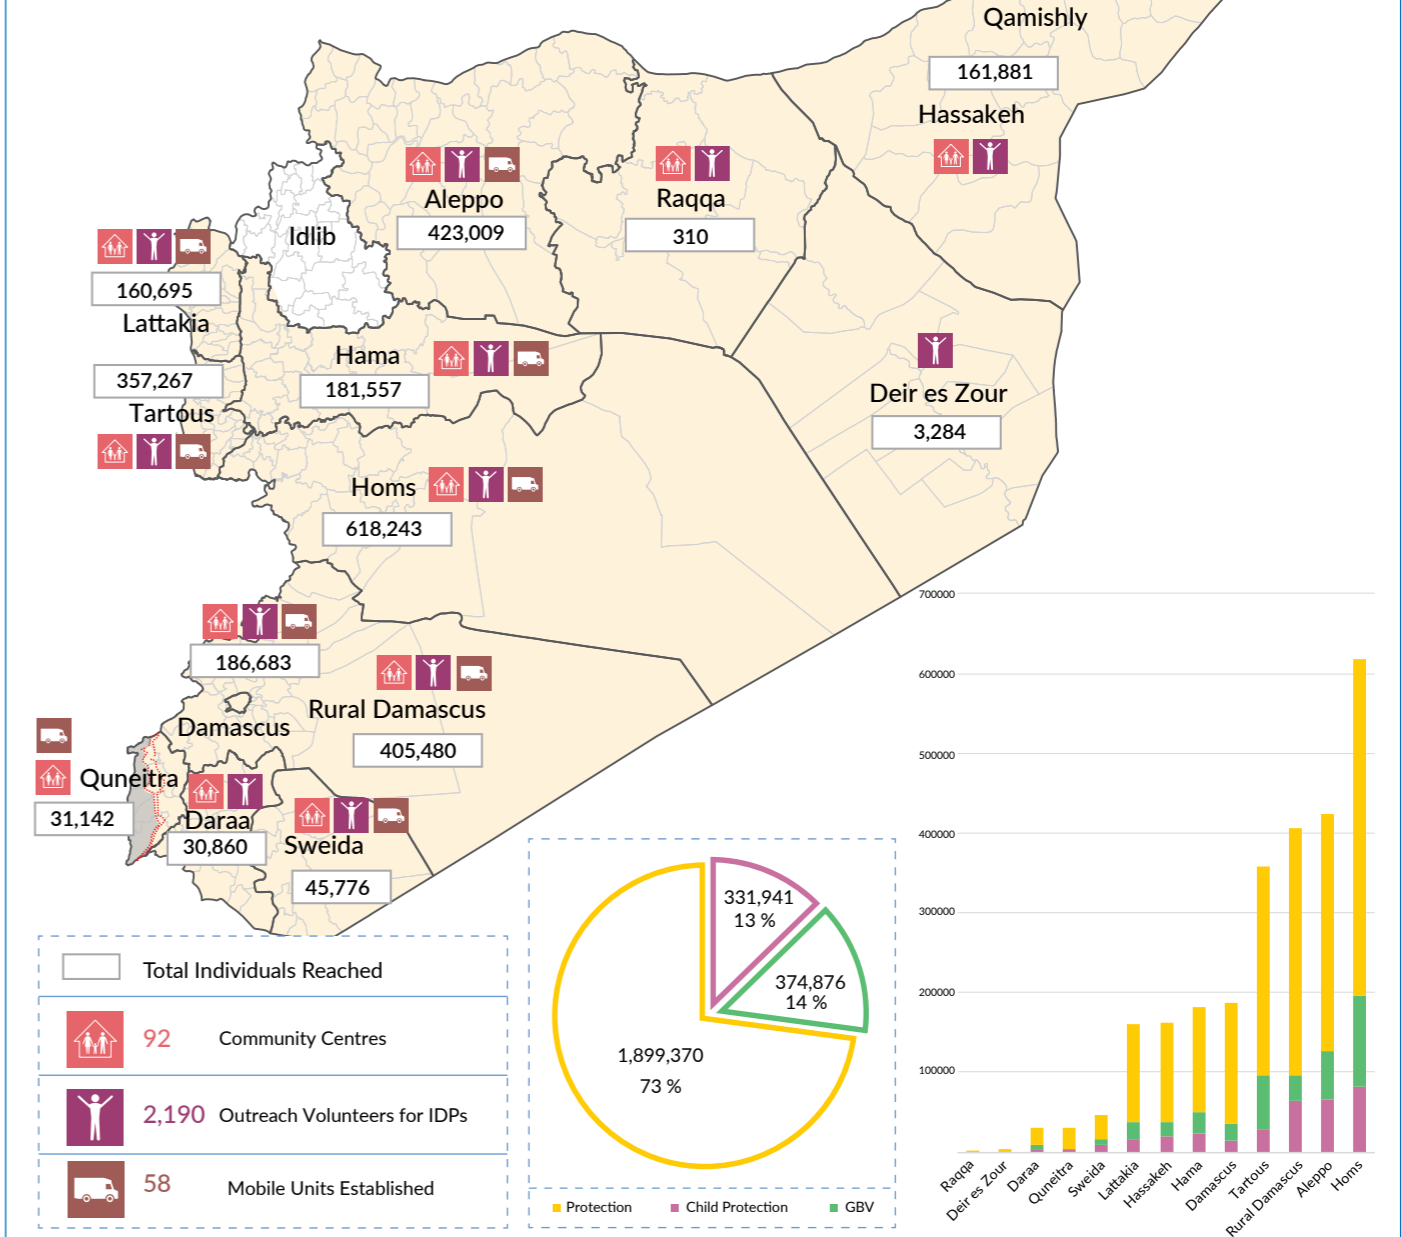 Qamishly
161,881
Hassakeh
Aleppo
423,009
Raqqa
310
Idlib
160,695
Lattakia
Hama
181,557
357,267
Tartous
Deir es Zour
3,284
Homs
618,243
186,683
Damascus
Rural Damascus
405,480
Quneitra
31,142
Daraa
30,860
Sweida
45,776
Total Individuals Reached
92 Community Centres
2,190 Outreach Volunteers for IDPs
58 Mobile Units Established
331,941
13 %
374,876
14 %
1,899,370
73 %
Protection
Child Protection
GBV
700000
600000
500000
400000
300000
200000
100000
Raqqa
Deir es Zour
Daraa
Quneitra
Sweida
Lattakia
Hassakeh
Hama
Damascus
Tartous
Rural Damascus
Aleppo
Homs